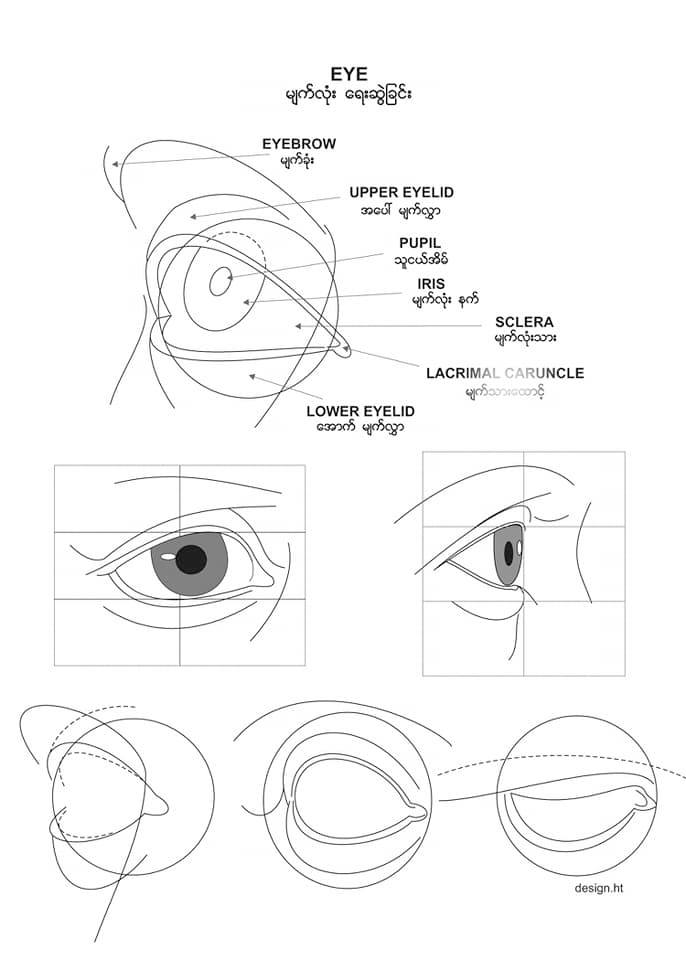 EYE
မျက်လုံး ရေးဆွဲခြင်း
EYEBROW
မျက်ခုံး
UPPER EYELID
အပေါ် မျက်လွှာ
PUPIL
သူငယ်အိမ်
IRIS
မျက်လုံး နက်
SCLERA
မျက်လုံးသား
LACRIMAL CARUNCLE
မျက်သားထောင့်
LOWER EYELID
အောက် မျက်လွှာ
design.ht